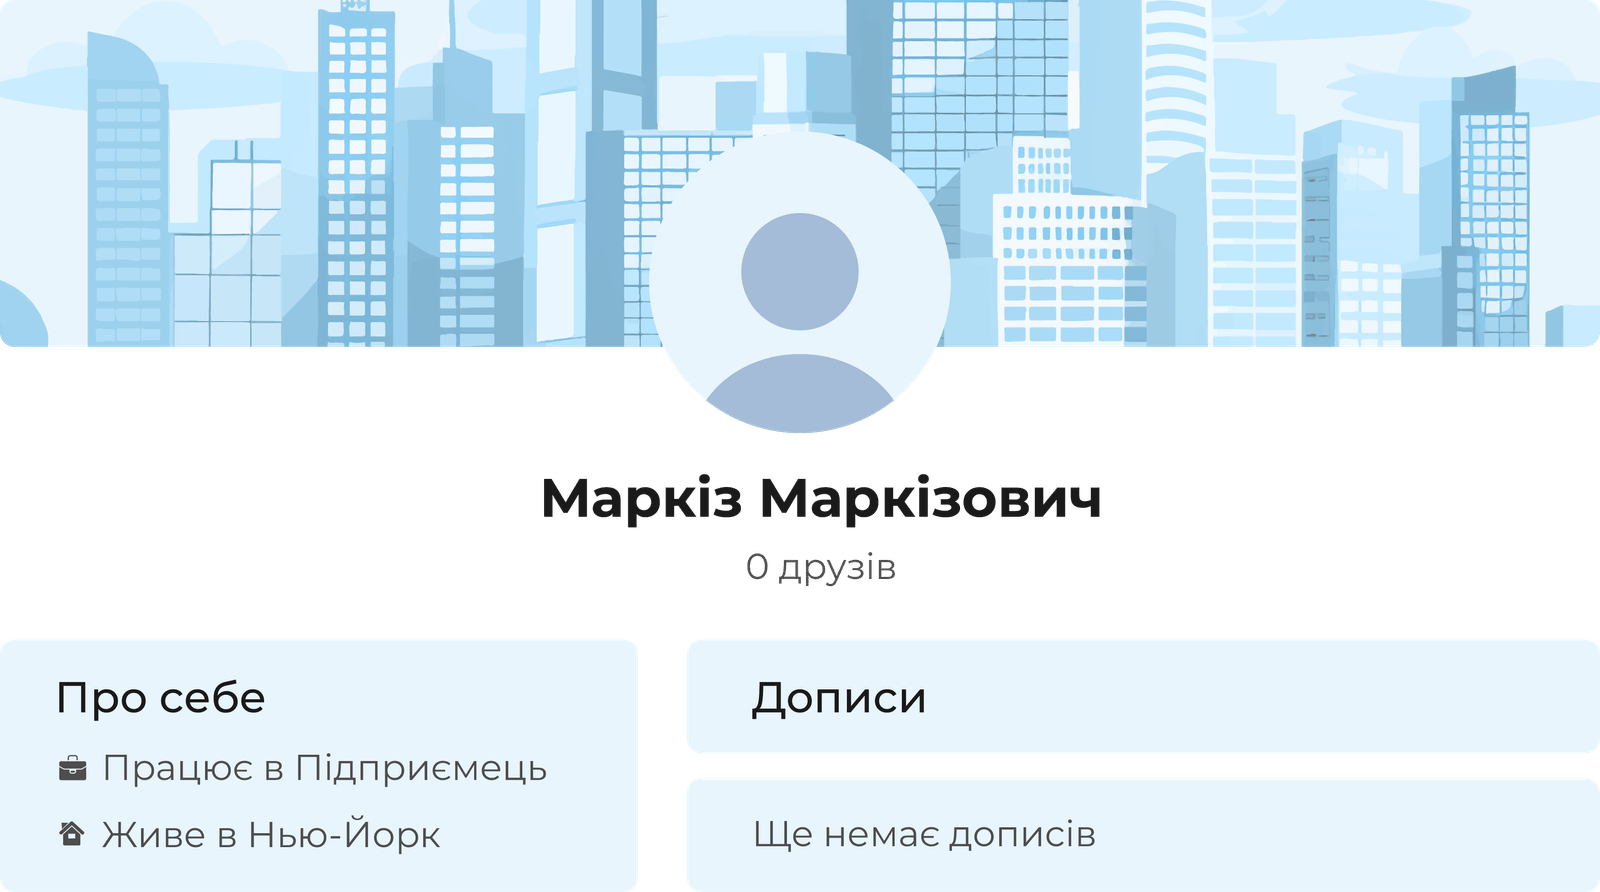 Маркіз Маркізович
0 друзів
Про себе
Працює в Підприємець
Живе в Нью-Йорк
Дописи
Ще немає дописів